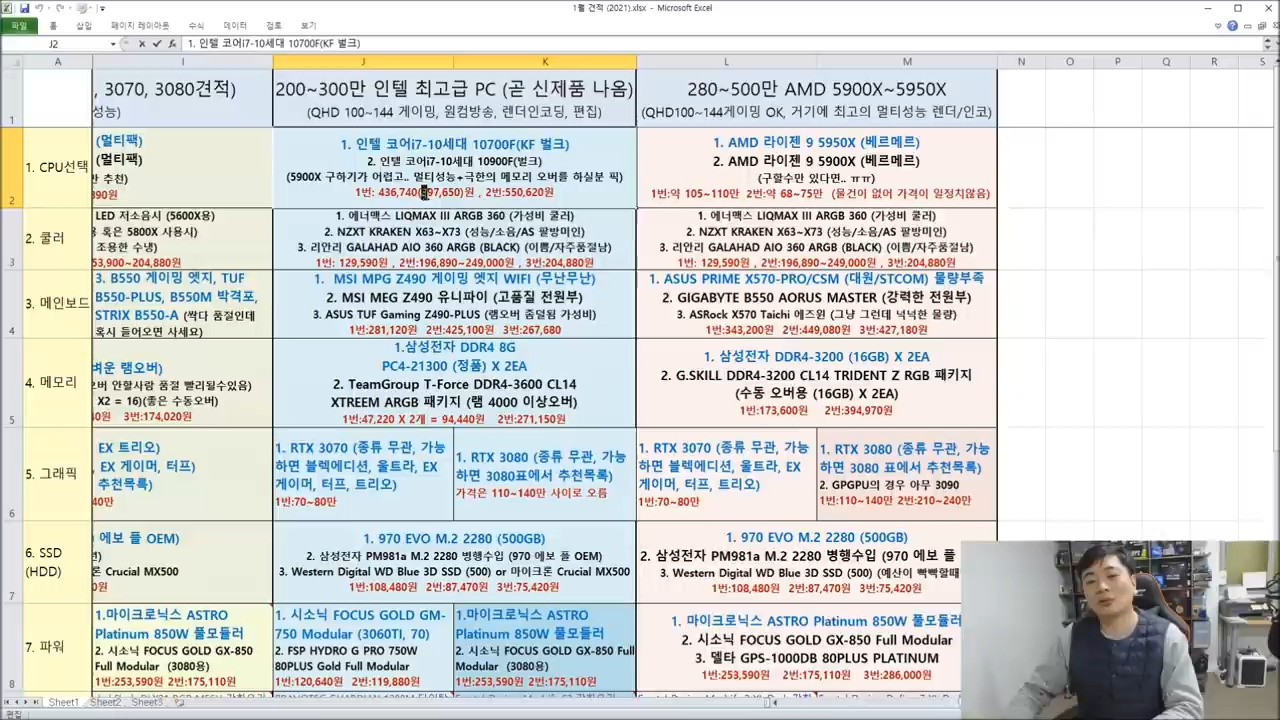 1월 견적 (2021).xlsx - Microsoft Excel
파일 홈 삽입 페이지 레이아웃 수식 데이터 검토 보기
J2
1. 인텔 코어i7-10세대 10700F(KF 벌크)
A I J K L M N O P Q R S
1
, 3070, 3080견적)
성능)
200~300만 인텔 최고급 PC (곧 신제품 나옴)
(QHD 100~144 게이밍, 원컴방송, 렌더인코딩, 편집)
280~500만 AMD 5900X~5950X
(QHD100~144게이밍 OK, 거기에 최고의 멀티성능 렌더/인코)
2
1. CPU선택
(멀티팩)
(멀티팩)
만 추천)
390원
1. 인텔 코어i7-10세대 10700F(KF 벌크)
2. 인텔 코어i7-10세대 10900F(벌크)
(5900X 구하기가 어렵고.. 멀티성능+극한의 메모리 오버를 하실분 픽)
1번: 436,740( 97,650)원 , 2번:550,620원
1. AMD 라이젠 9 5950X (베르메르)
2. AMD 라이젠 9 5900X (베르메르)
(구할수만 있다면.. ㅠㅠ)
1번:약 105~110만 2번:약 68~75만 (물건이 없어 가격이 일정치않음)
3
2. 쿨러
LED 저소음시 (5600X용)
혹은 5800X 사용시)
조용한 수냉)
53,900~204,880원
1. 에너맥스 LIQMAX III ARGB 360 (가성비 쿨러)
2. NZXT KRAKEN X63~X73 (성능/소음/AS 팔방미인)
3. 리안리 GALAHAD AIO 360 ARGB (BLACK) (이쁨/자주품절남)
1번: 129,590원 2번:196,890~249,000원 , 3번:204,880원
1. 에너맥스 LIQMAX III ARGB 360 (가성비 쿨러)
2. NZXT KRAKEN X63~X73 (성능/소음/AS 팔방미인)
3. 리안리 GALAHAD AIO 360 ARGB (BLACK) (이쁨/자주품절남)
1번: 129,590원 , 2번:196,890~249,000원 , 3번:204,880원
4
3. 메인보드
3. B550 게이밍 엣지, TUF
B550-PLUS, B550M 박격포,
STRIX B550-A (싹다 품절인데
혹시 들어오면 사세요)
1. MSI MPG Z490 게이밍 엣지 WIFI (무난무난)
2. MSI MEG Z490 유니파이 (고품질 전원부)
3. ASUS TUF Gaming Z490-PLUS (램오버 줌덜됨 가성비)
1번:281,120원 2번:425,100원 3번:267,680
1. ASUS PRIME X570-PRO/CSM (대원/STCOM) 물량부족
2. GIGABYTE B550 AORUS MASTER (강력한 전원부)
3. ASRock X570 Taichi 에즈윈 (그냥 그런데 넉넉한 물량)
1번:343,200원 2번:449,080원 3번:427,180원
5
4. 메모리
벼운 램오버)
오버 안할사람 품절 빨리될수있음)
X2 = 16)(좋은 수동오버)
0원 3번:174,020원
1.삼성전자 DDR4 8G
PC4-21300 (정품) X 2EA
2. TeamGroup T-Force DDR4-3600 CL14
XTREEM ARGB 패키지 (램 4000 이상오버)
1번:47,220 X 2개 = 94,440원 2번:271,150원
1. 삼성전자 DDR4-3200 (16GB) X 2EA
2. G.SKILL DDR4-3200 CL14 TRIDENT Z RGB 패키지
(수동 오버용 (16GB) X 2EA)
1번:173,600원 2번:394,970원
6
5. 그래픽
EX 트리오)
EX 게이머, 터프)
추천목록)
40만
1. RTX 3070 (종류 무관, 가능
하면 블렉에디션, 울트라, EX
게이머, 터프, 트리오)
1번:70~80만
1. RTX 3080 (종류 무관, 가능
하면 3080표에서 추천목록)
가격은 110~140만 사이로 오름
1. RTX 3070 (종류 무관, 가능
하면 블렉에디션, 울트라, EX
게이머, 터프, 트리오)
1번:70~80만
1. RTX 3080 (종류 무관, 가능
하면 3080 표에서 추천목록)
2. GPGPU의 경우 아무 3090
1번:110~140만 2번:210~240만
7
6. SSD
(HDD)
에보 플 OEM)
크론 Crucial MX500
0원
1. 970 EVO M.2 2280 (500GB)
2. 삼성전자 PM981a M.2 2280 병행수입 (970 에보 플 OEM)
3. Western Digital WD Blue 3D SSD (500) or 마이크론 Crucial MX500
1번:108,480원 2번:87,470원 3번:75,420원
1. 970 EVO M.2 2280 (500GB)
2. 삼성전자 PM981a M.2 2280 병행수입 (970 에보 플
3. Western Digital WD Blue 3D SSD (500) (예산이 빡빡할때
1번:108,480원 2번:87,470원 3번:75,420원
8
7. 파워
1.마이크로닉스 ASTRO
Platinum 850W 풀모듈러
2. 시소닉 FOCUS GOLD GX-850
Full Modular (3080용)
1번:253,590원 2번:175,110원
1. 시소닉 FOCUS GOLD GM-
750 Modular (3060TI, 70)
2. FSP HYDRO G PRO 750W
80PLUS Gold Full Modular
1번:120,640원 2번:119,880원
1.마이크로닉스 ASTRO
Platinum 850W 풀모듈러
2. 시소닉 FOCUS GOLD GX-850
Full Modular (3080용)
1번:253,590원 2번:175,110원
1. 마이크로닉스 ASTRO Platinum 850W 풀모듈러
2. 시소닉 FOCUS GOLD GX-850 Full Modular
3. 델타 GPS-1000DB 80PLUS PLATINUM
1번:253,590원 2번:175,110원 3번:286,000원
Sheet1 Sheet2 Sheet3
편집